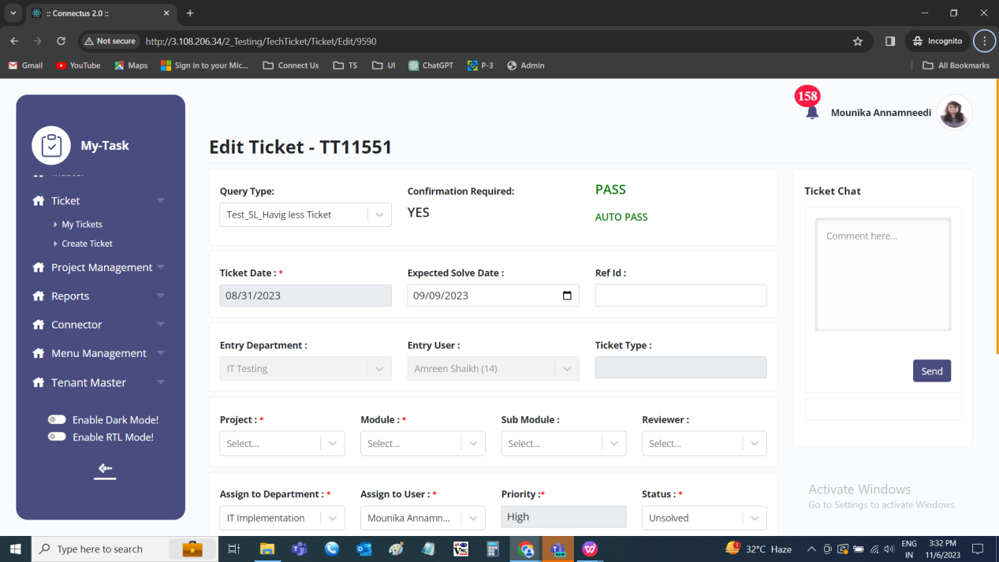 :: Connectus 2.0 ::
Not secure
http://3.108.206.34/2_Testing/TechTicket/Ticket/Edit/9590
Incognito
Gmail
YouTube
Maps
Sign in to your Mic...
Connect Us
TS
UI
ChatGPT
P-3
Admin
All Bookmarks
158
Mounika Annamneedi
My-Task
Ticket
My Tickets
Create Ticket
Project Management
Reports
Connector
Menu Management
Tenant Master
Enable Dark Mode!
Enable RTL Mode!
Edit Ticket - TT11551
Query Type:
Test_SL_Havig less Ticket
Confirmation Required:
YES
PASS
AUTO PASS
Ticket Date : *
08/31/2023
Expected Solve Date :
09/09/2023
Ref Id :
Entry Department :
IT Testing
Entry User :
Amreen Shaikh (14)
Ticket Type :
Project : *
Select...
Module : *
Select...
Sub Module :
Select...
Reviewer :
Select...
Assign to Department : *
IT Implementation
Assign to User : *
Mounika Annamn...
Priority :*
High
Status : *
Unsolved
Ticket Chat
Comment here...
Send
Activate Windows
Go to Settings to activate Windows.
Type here to search
32°C Haze
ENG
IN
3:32 PM
11/6/2023